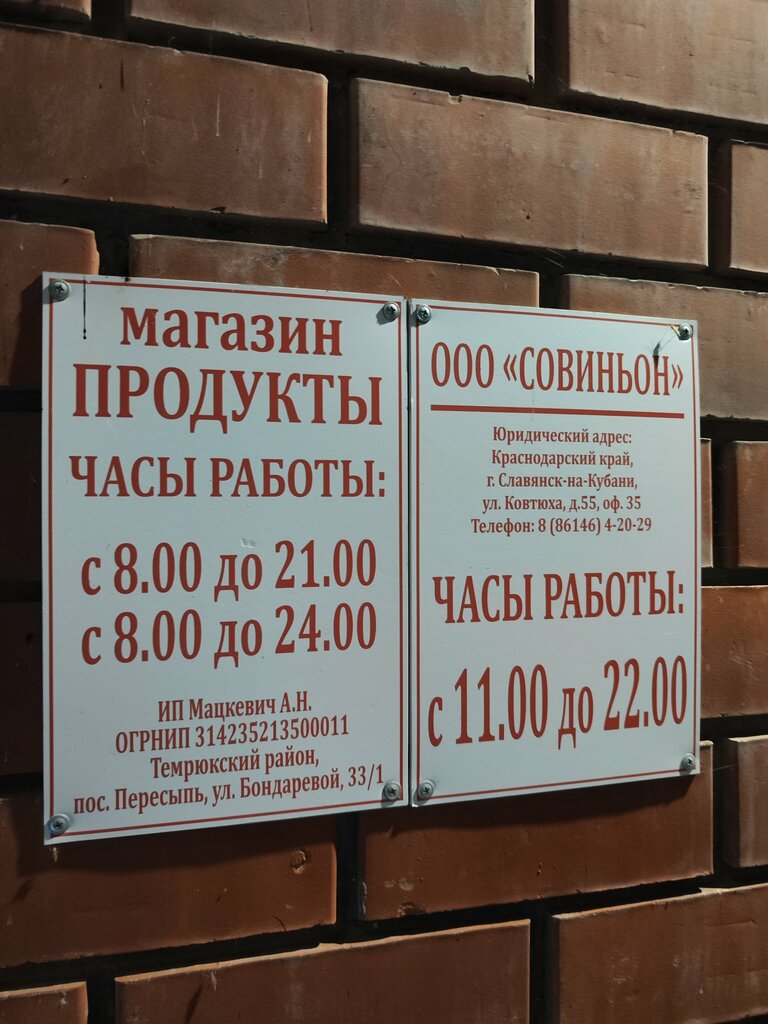 магазин
ПРОДУКТЫ
ЧАСЫ РАБОТЫ:
с 8.00 до 21.00
с 8.00 до 24.00
ИП Мацкевич А.Н.
ОГРНИП 314235213500011
Темрюкский район,
пос. Пересыпь, ул. Бондаревой, 33/1
ООО «СОВИНЬОН»
Юридический адрес:
Краснодарский край,
г. Славянск-на-Кубани,
ул. Ковтюха, д.55, оф. 35
Телефон: 8 (86146) 4-20-29
ЧАСЫ РАБОТЫ:
с 11.00 до 22.00